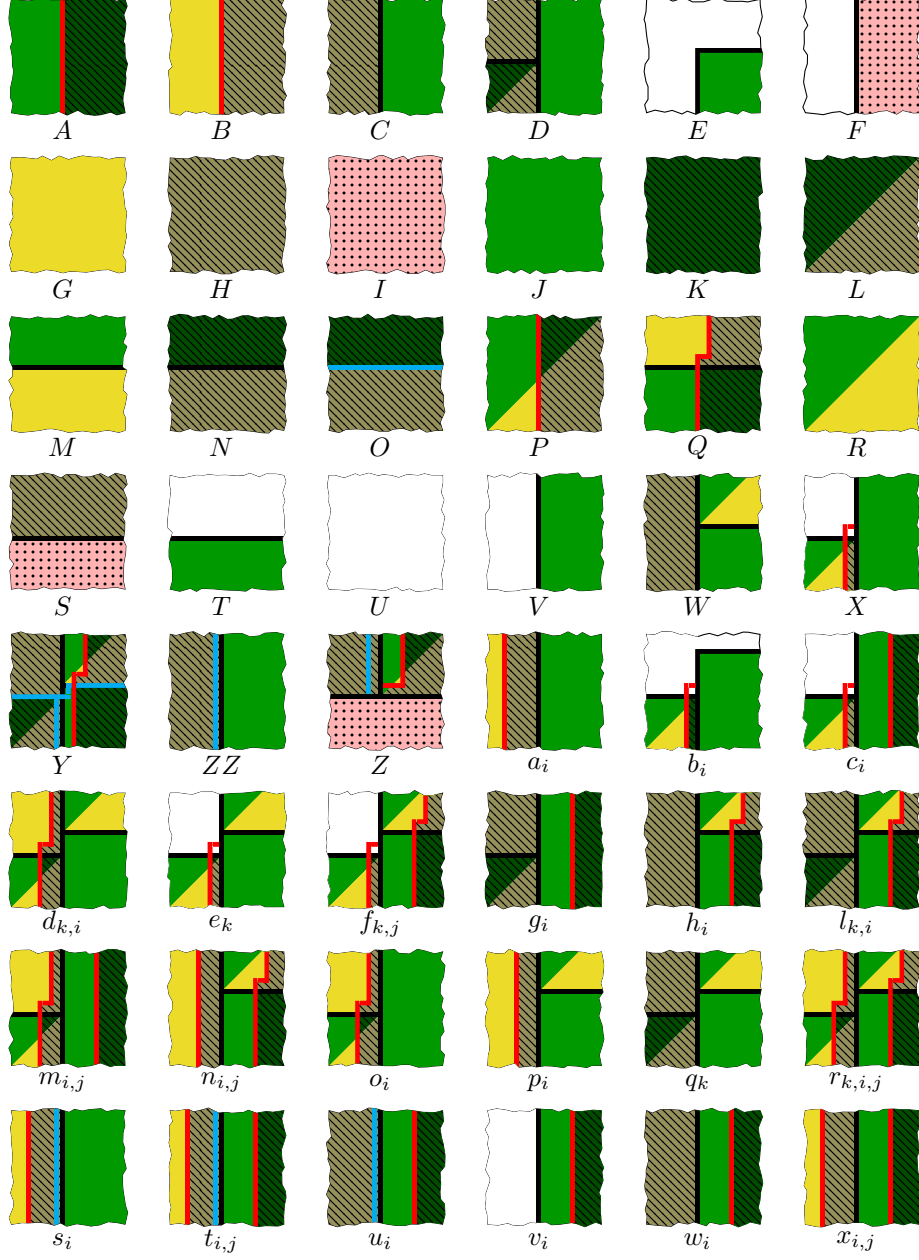 A B C D E F
G H I J K L
M N O P Q R
S T U V W X
Y ZZ Z a_i b_i c_i
d_{k,i} e_k f_{k,j} g_i h_i l_{k,i}
m_{i,j} n_{i,j} o_i p_i q_k r_{k,i,j}
s_i t_{i,j} u_i v_i w_i x_{i,j}